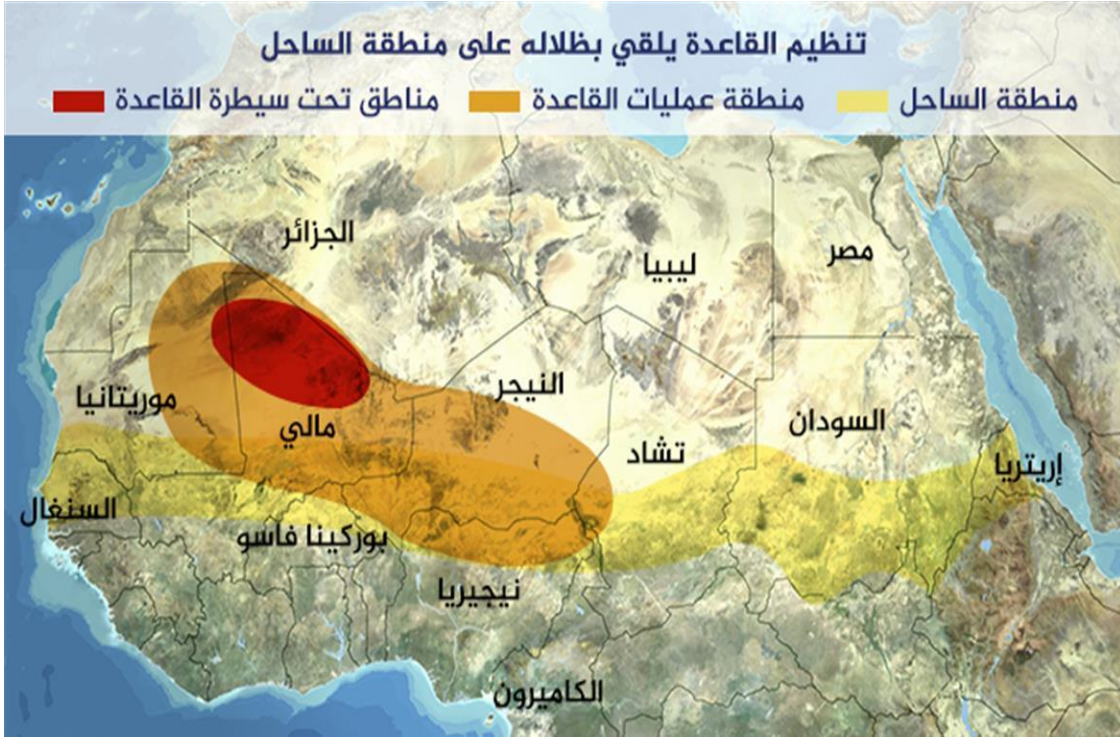 تنظيم القاعدة يلقي بظلاله على منطقة الساحل
منطقة الساحل
منطقة عمليات القاعدة
مناطق تحت سيطرة القاعدة
الجزائر
ليبيا
مصر
موريتانيا
مالي
النيجر
تشاد
السودان
إريتريا
السنغال
بوركينا فاسو
نيجيريا
الكاميرون